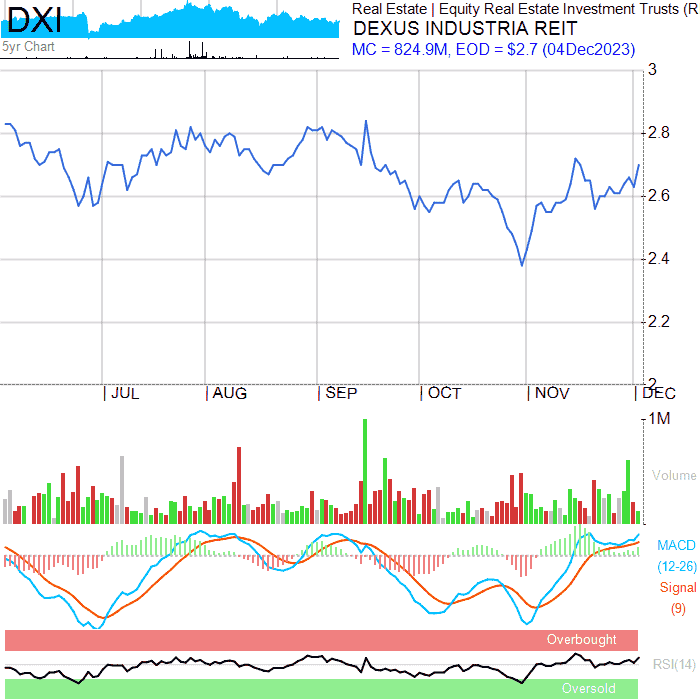 DXI
5yr Chart
Real Estate | Equity Real Estate Investment Trusts (R
DEXUS INDUSTRIA REIT
MC = 824.9M, EOD = $2.7 (04Dec2023)
3
2.8
2.6
2.4
2.2
2
JUL AUG SEP OCT NOV DEC
1M
Volume
MACD
(12-26)
Signal
(9)
Overbought
RSI(14)
Oversold